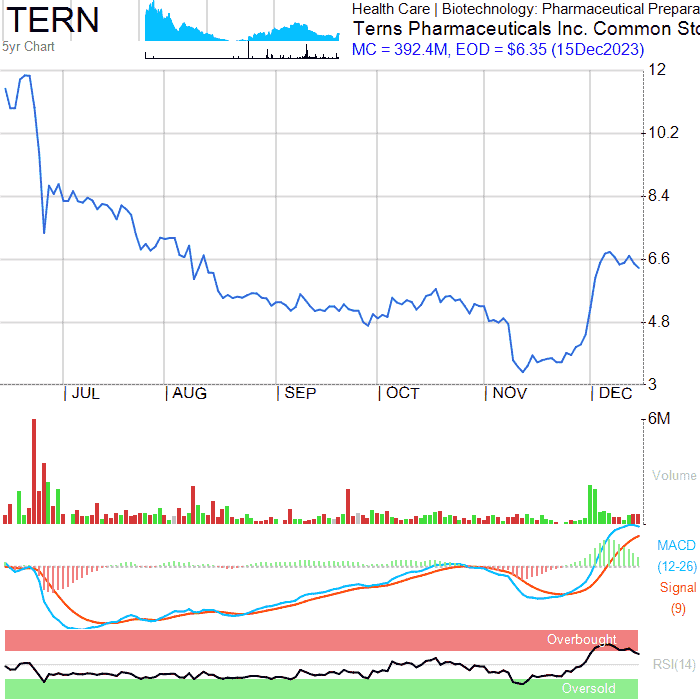 TERN
5yr Chart
Health Care | Biotechnology: Pharmaceutical Prepara
Terns Pharmaceuticals Inc. Common Sto
MC = 392.4M, EOD = $6.35 (15Dec2023)
12
10.2
8.4
6.6
4.8
3
JUL
AUG
SEP
OCT
NOV
DEC
6M
Volume
MACD
(12-26)
Signal
(9)
Overbought
RSI(14)
Oversold